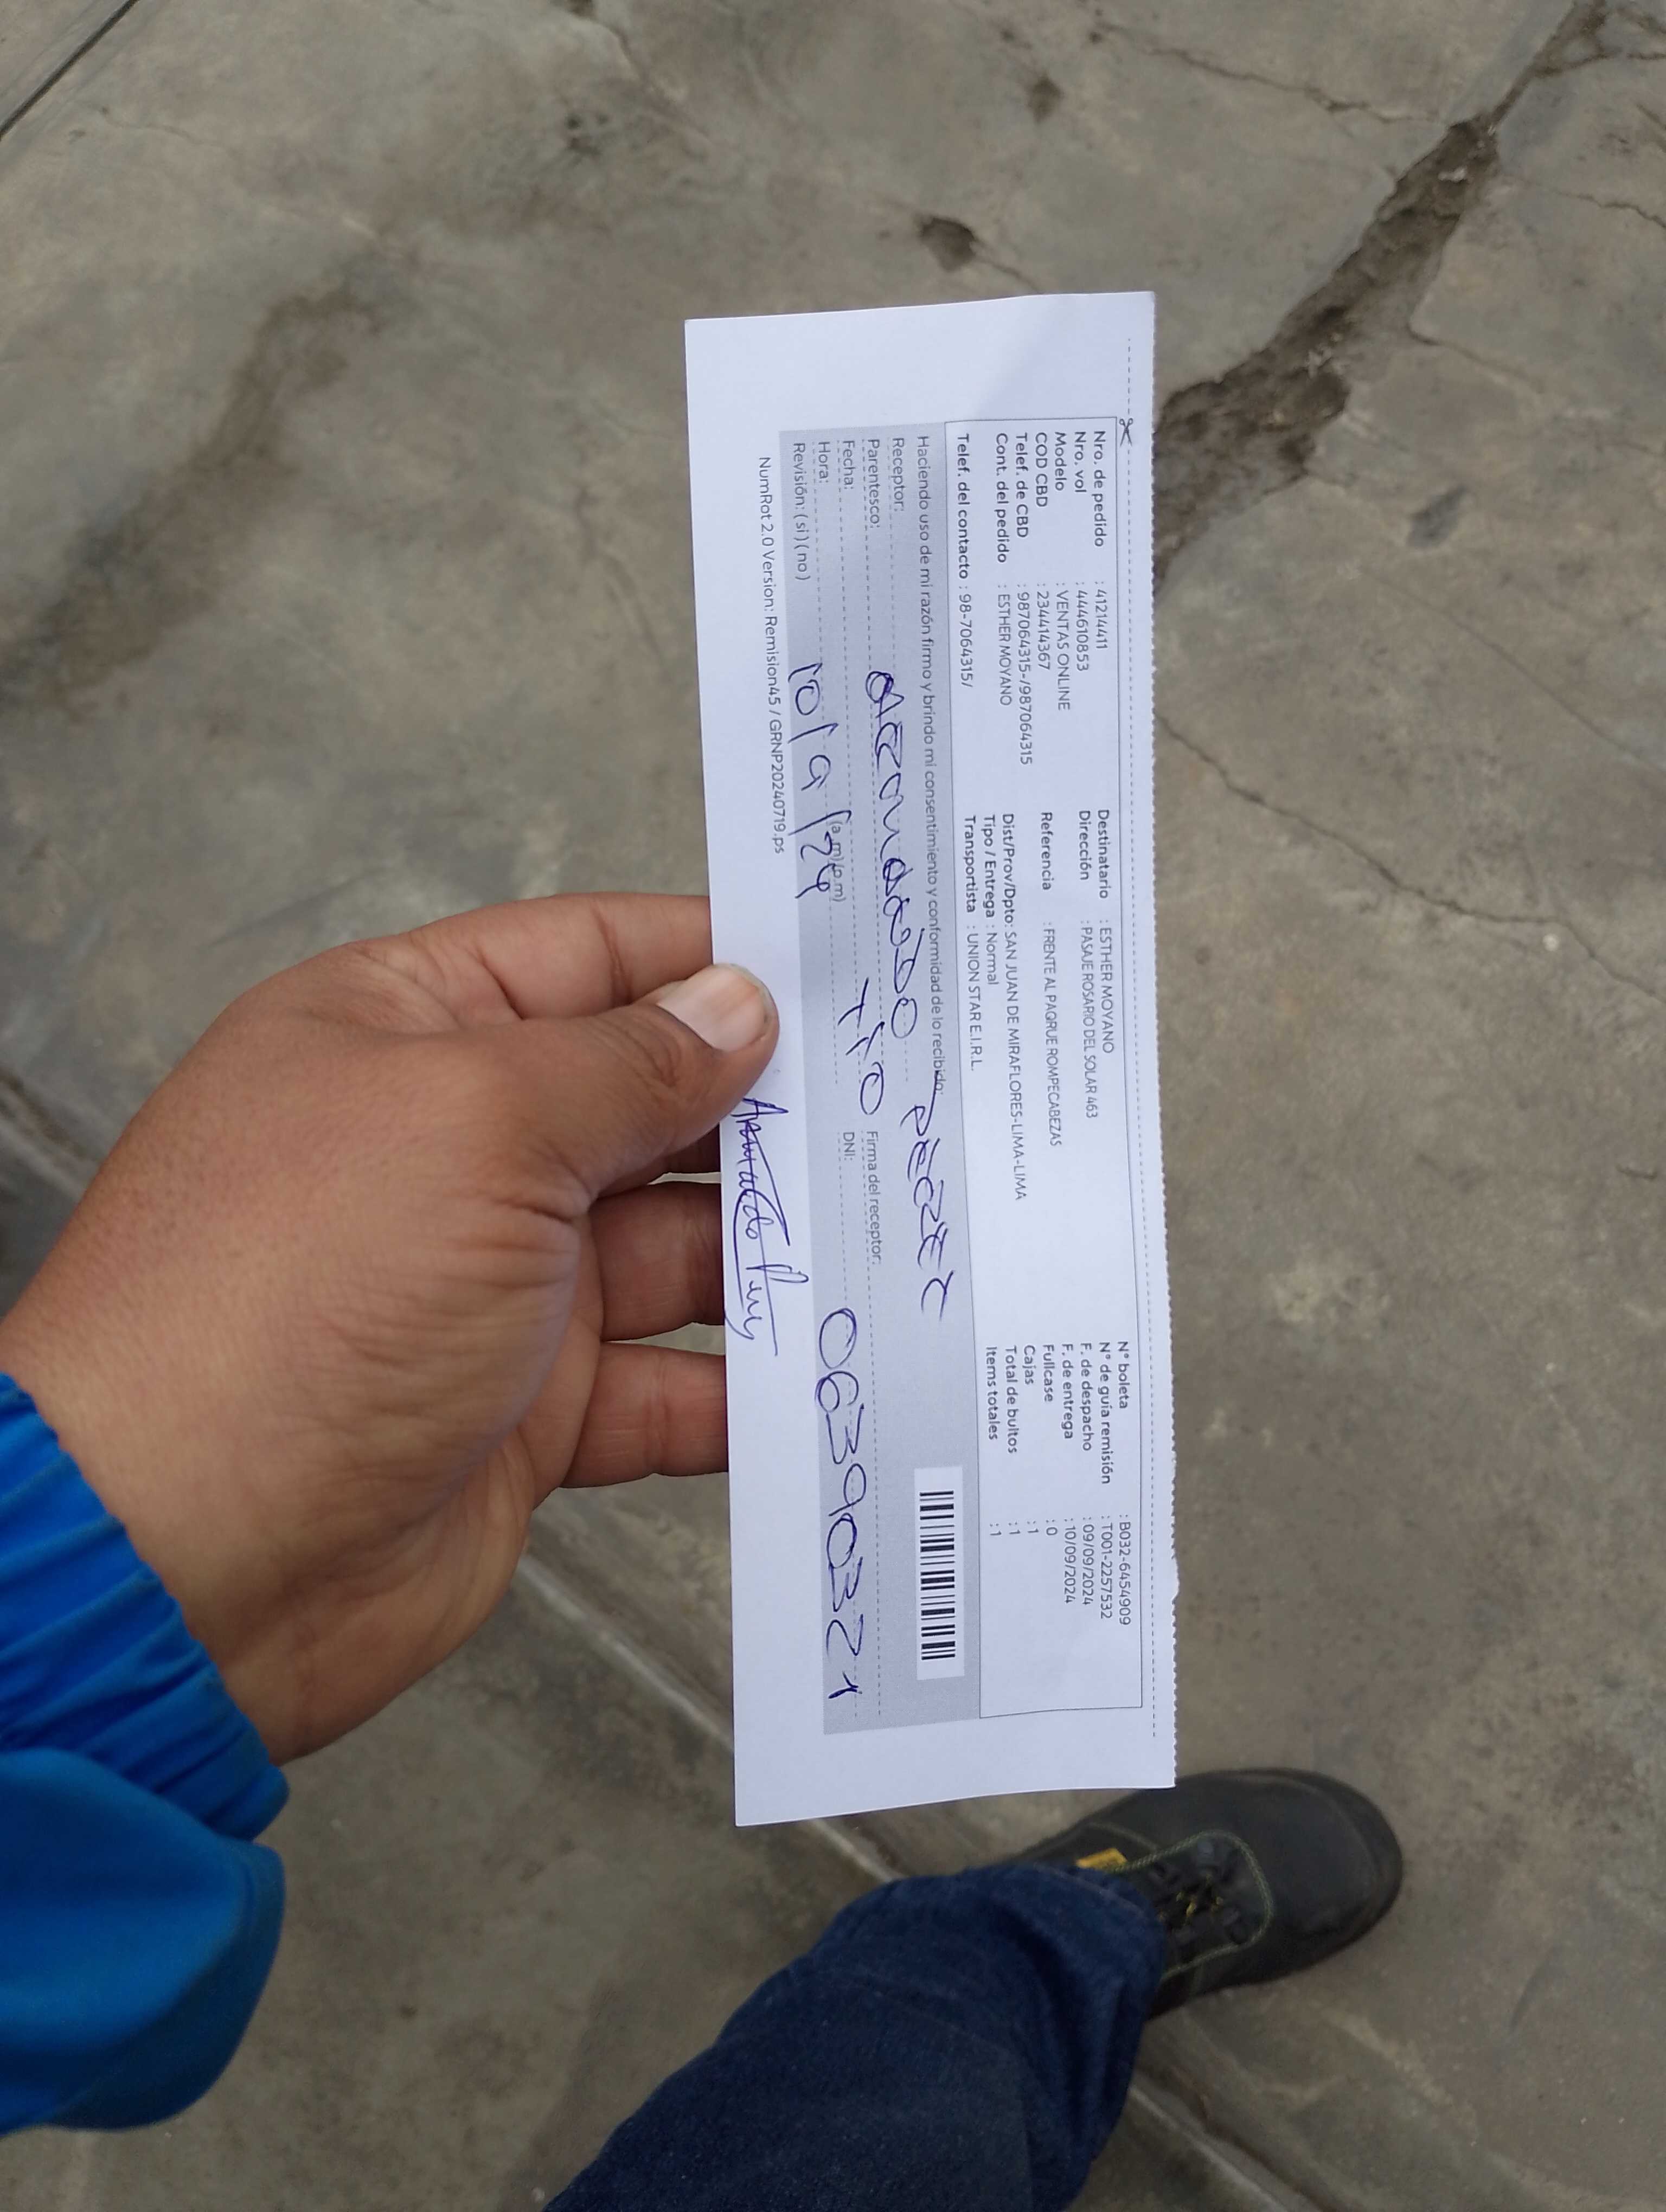 Nro. de pedido : 41214411
Nro. vol : 444610853
Modelo : VENTAS ONLINE
COD CBD : 234414367
Telef. de CBD : 987064315-/987064315
Cont. del pedido : ESTHER MOYANO
Telef. del contacto : 98-7064315/
Destinatario : ESTHER MOYANO
Dirección : PASAJE ROSARIO DEL SOLAR 463
Referencia : FRENTE AL PAQRUE ROMPECABEZAS
Dist/Prov/Dpto: SAN JUAN DE MIRAFLORES-LIMA-LIMA
Tipo / Entrega : Normal
Transportista : UNION STAR E.I.R.L.
N° boleta : B032-6454909
N° de guia remisión : T001-2257532
F. de despacho : 09/09/2024
F. de entrega : 10/09/2024
Fullcase : 0
Cajas : 1
Total de bultos : 1
Items totales : 1
Haciendo uso de mi razón firmo y brindo mi consentimiento y conformidad de lo recibido:
Receptor:
Parentesco: tio
Firma del receptor:
Fecha: 10/9/24
DNI: 06390321
Hora: (a.m)(p.m)
Revisión: (si) (no)
NumRot 2.0 Version: Remision45 / GRNP20240719.ps